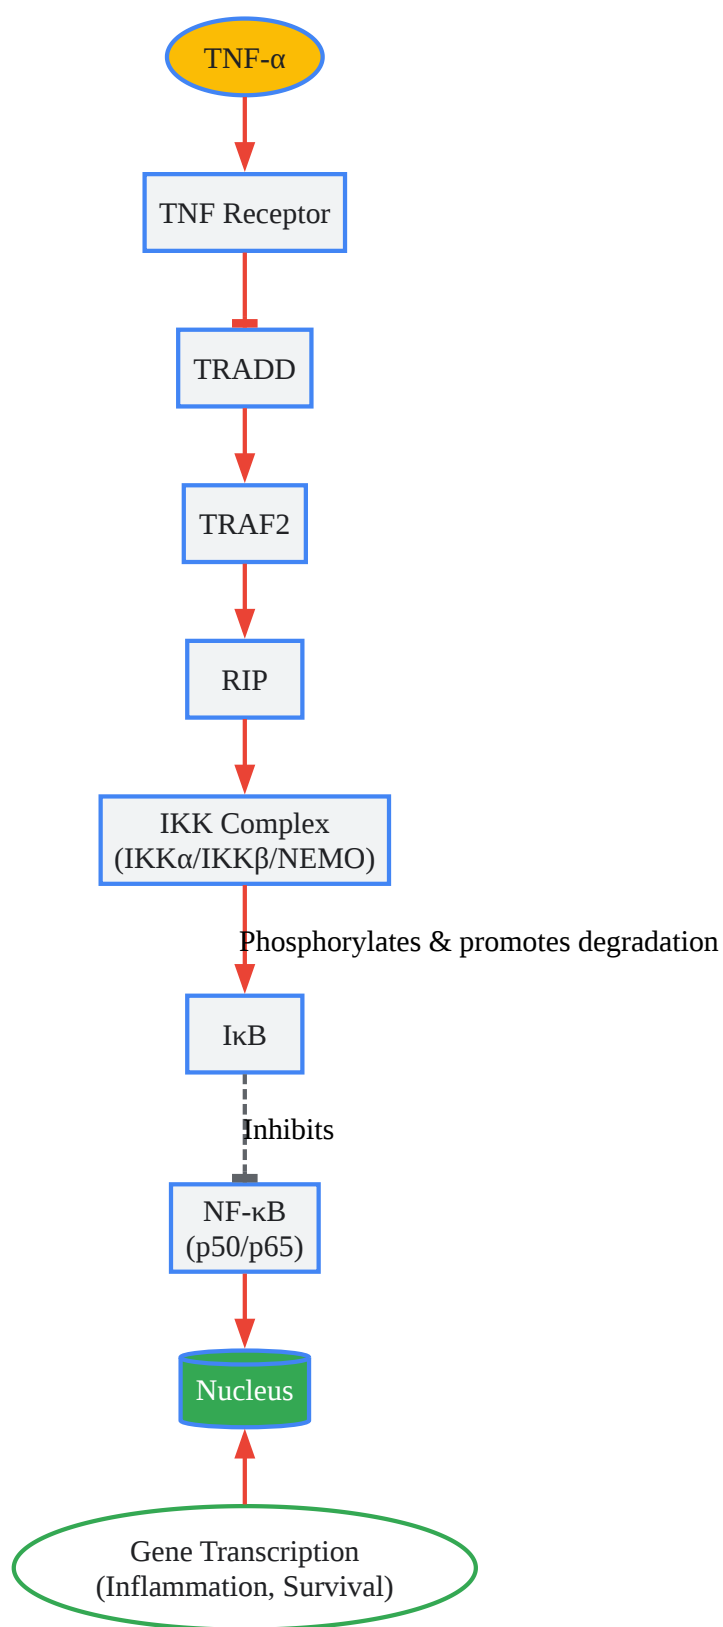 TNF-α
TNF Receptor
TRADD
TRAF2
RIP
IKK Complex
(IKKα/IKKβ/NEMO)
Phosphorylates & promotes degradation
IκB
Inhibits
NF-κB
(p50/p65)
Nucleus
Gene Transcription
(Inflammation, Survival)